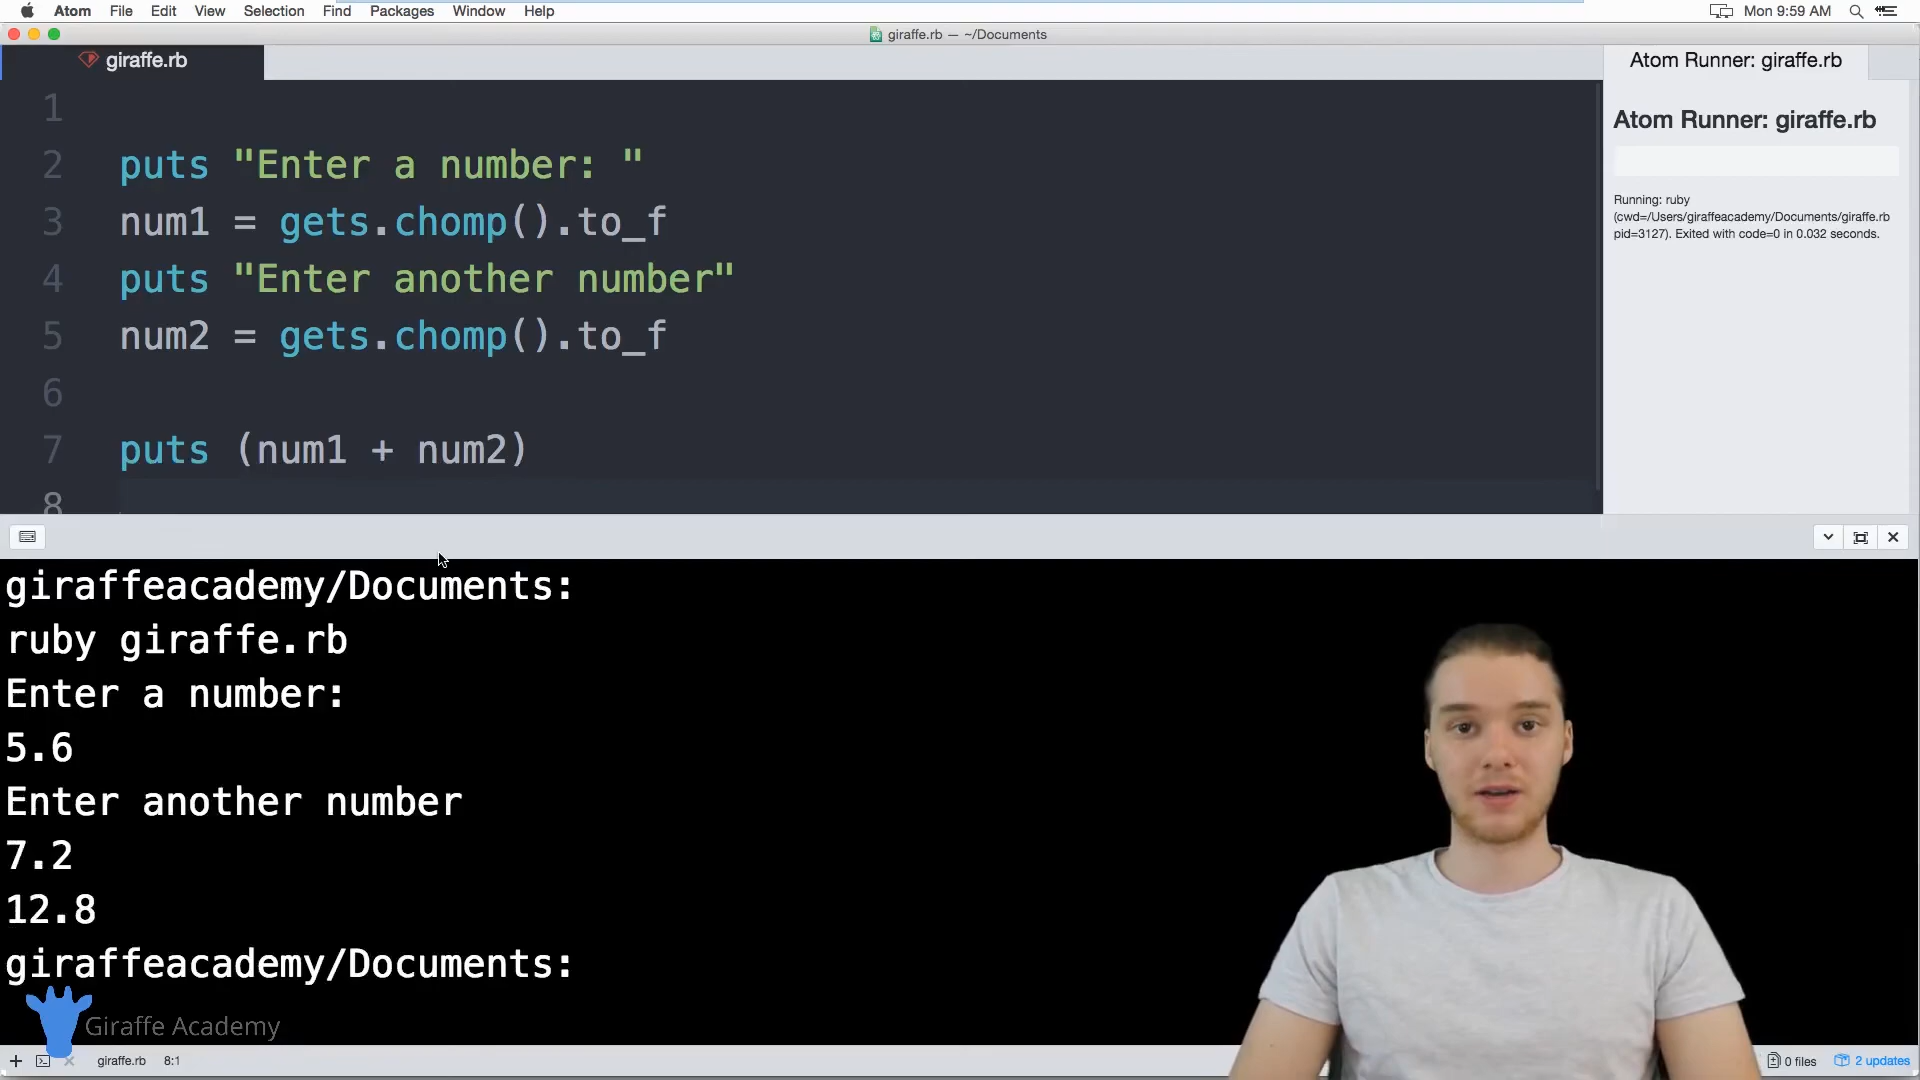 Atom File Edit View Selection Find Packages Window Help Mon 9:59 AM
giraffe.rb — ~/Documents
giraffe.rb
Atom Runner: giraffe.rb
1
2 puts "Enter a number: "
3 num1 = gets.chomp().to_f
4 puts "Enter another number"
5 num2 = gets.chomp().to_f
6
7 puts (num1 + num2)
8
Atom Runner: giraffe.rb
Running: ruby
(cwd=/Users/giraffeacademy/Documents/giraffe.rb
pid=3127). Exited with code=0 in 0.032 seconds.
giraffeacademy/Documents:
ruby giraffe.rb
Enter a number:
5.6
Enter another number
7.2
12.8
giraffeacademy/Documents:
Giraffe Academy
giraffe.rb 8:1 0 files 2 updates